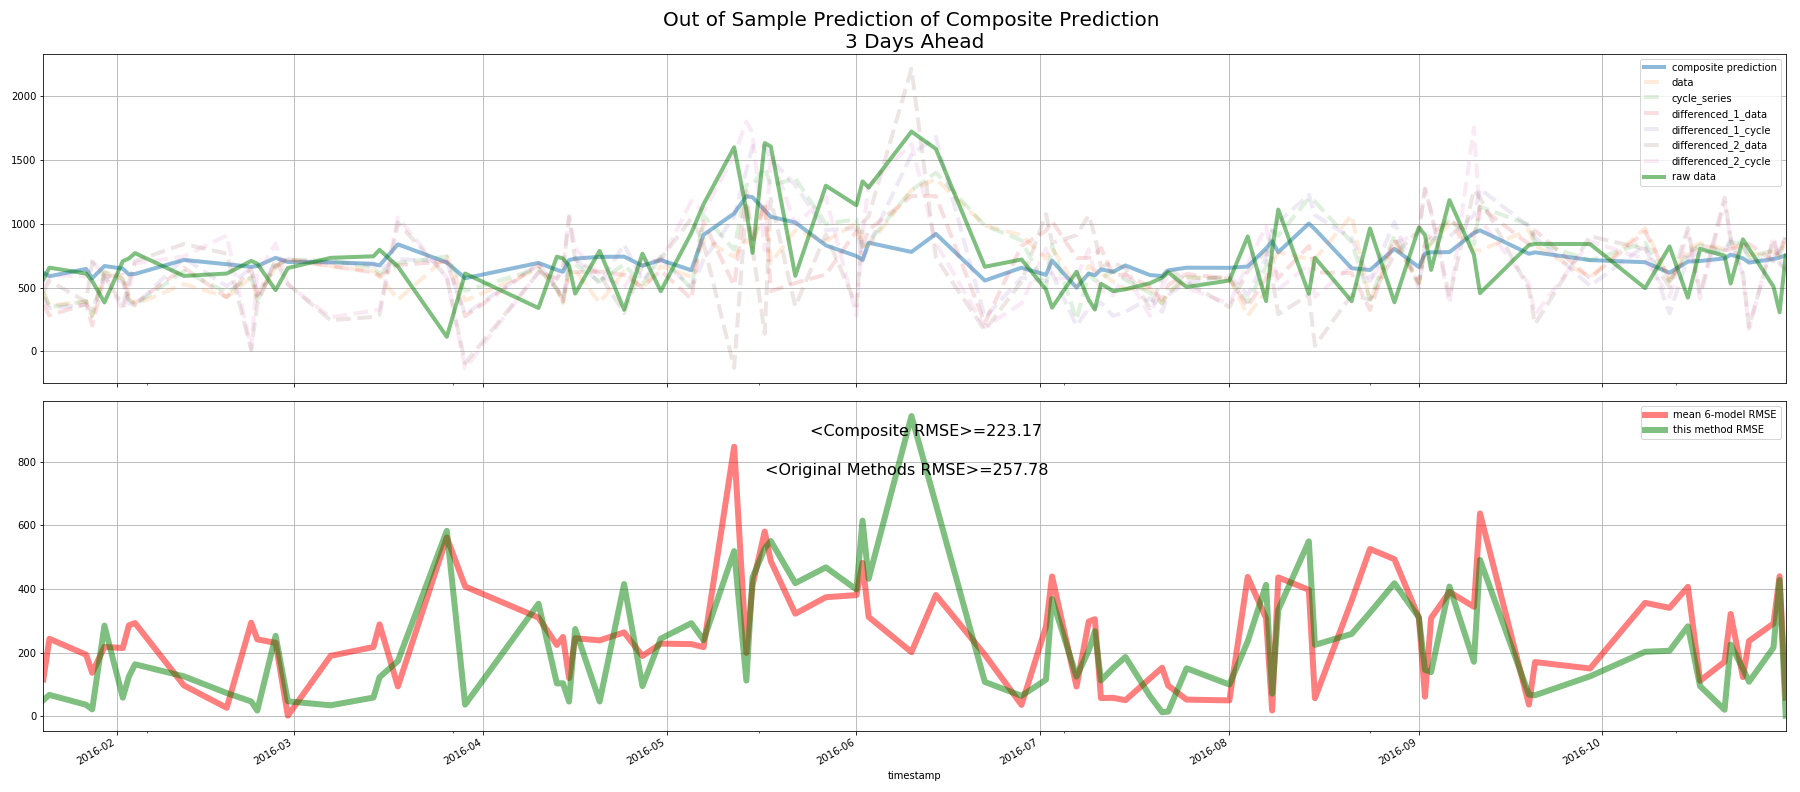 Out of Sample Prediction of Composite Prediction
3 Days Ahead
2000
1500
1000
500
0
composite prediction
data
cycle_series
differenced_1_data
differenced_1_cycle
differenced_2_data
differenced_2_cycle
raw data
800
600
400
200
0
<Composite RMSE>=223.17
<Original Methods RMSE>=257.78
mean 6-model RMSE
this method RMSE
2016-02
2016-03
2016-04
2016-05
2016-06
2016-07
2016-08
2016-09
2016-10
timestamp